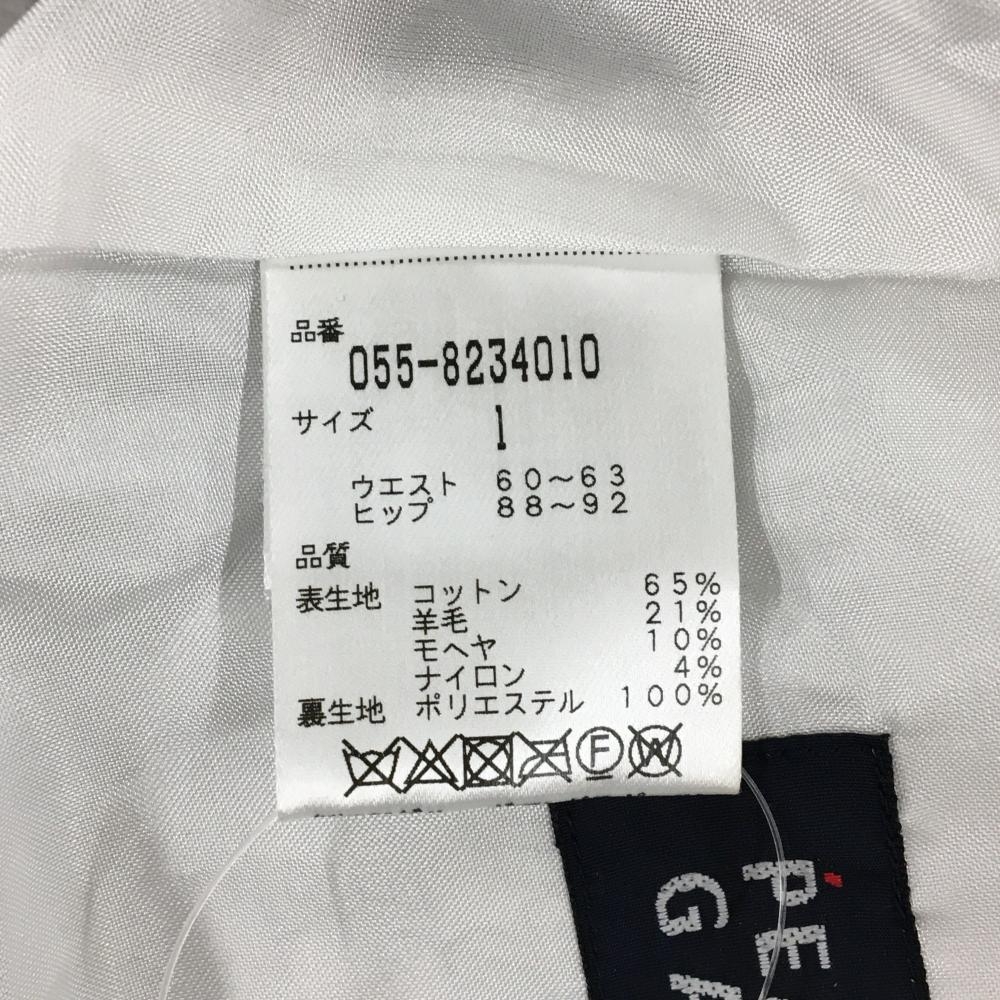 品番
055-8234010
サイズ 1
ウエスト 60~63
ヒップ 88~92
品質
表生地 コットン 65%
羊毛 21%
モヘヤ 10%
ナイロン 4%
裏生地 ポリエステル 100%
F W
PE
G